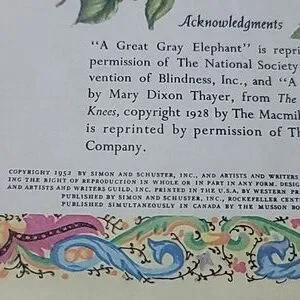 Acknowledgments
"A Great Gray Elephant" is repri
permission of The National Society
vention of Blindness, Inc., and "A
by Mary Dixon Thayer, from The
Knees, copyright 1928 by The Macmil
is reprinted by permission of Th
Company.
COPYRIGHT 1952 BY SIMON AND SCHUSTER, INC., AND ARTISTS AND WRITERS
ING THE RIGHT OF REPRODUCTION IN WHOLE OR IN PART IN ANY FORM. DESIG
AND ARTISTS AND WRITERS GUILD, INC. PRINTED IN THE U.S.A. BY WESTERN PR
PUBLISHED BY SIMON AND SCHUSTER, INC., ROCKEFELLER CENT
PUBLISHED SIMULTANEOUSLY IN CANADA BY THE MUSSON BO